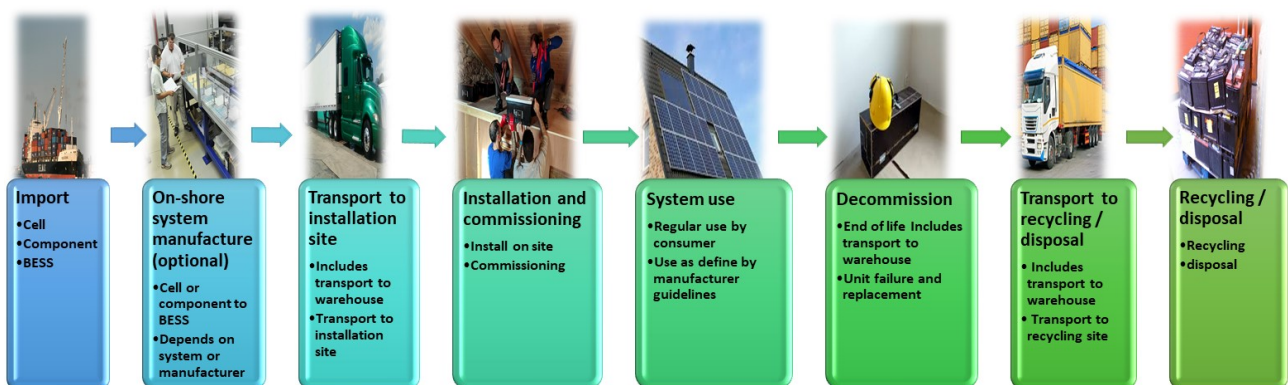 Import
•Cell
•Component
•BESS
On-shore
system
manufacture
(optional)
•Cell or
component to
BESS
•Depends on
system or
manufacturer
Transport to
installation
site
•Includes
transport to
warehouse
•Transport to
installation
site
Installation and
commissioning
•Install on site
•Commissioning
System use
•Regular use by
consumer
•Use as define by
manufacturer
guidelines
Decommission
•End of life Includes
transport to
warehouse
•Unit failure and
replacement
Transport to
recycling /
disposal
• Includes
transport to
warehouse
• Transport to
recycling site
Recycling /
disposal
•Recycling
•disposal